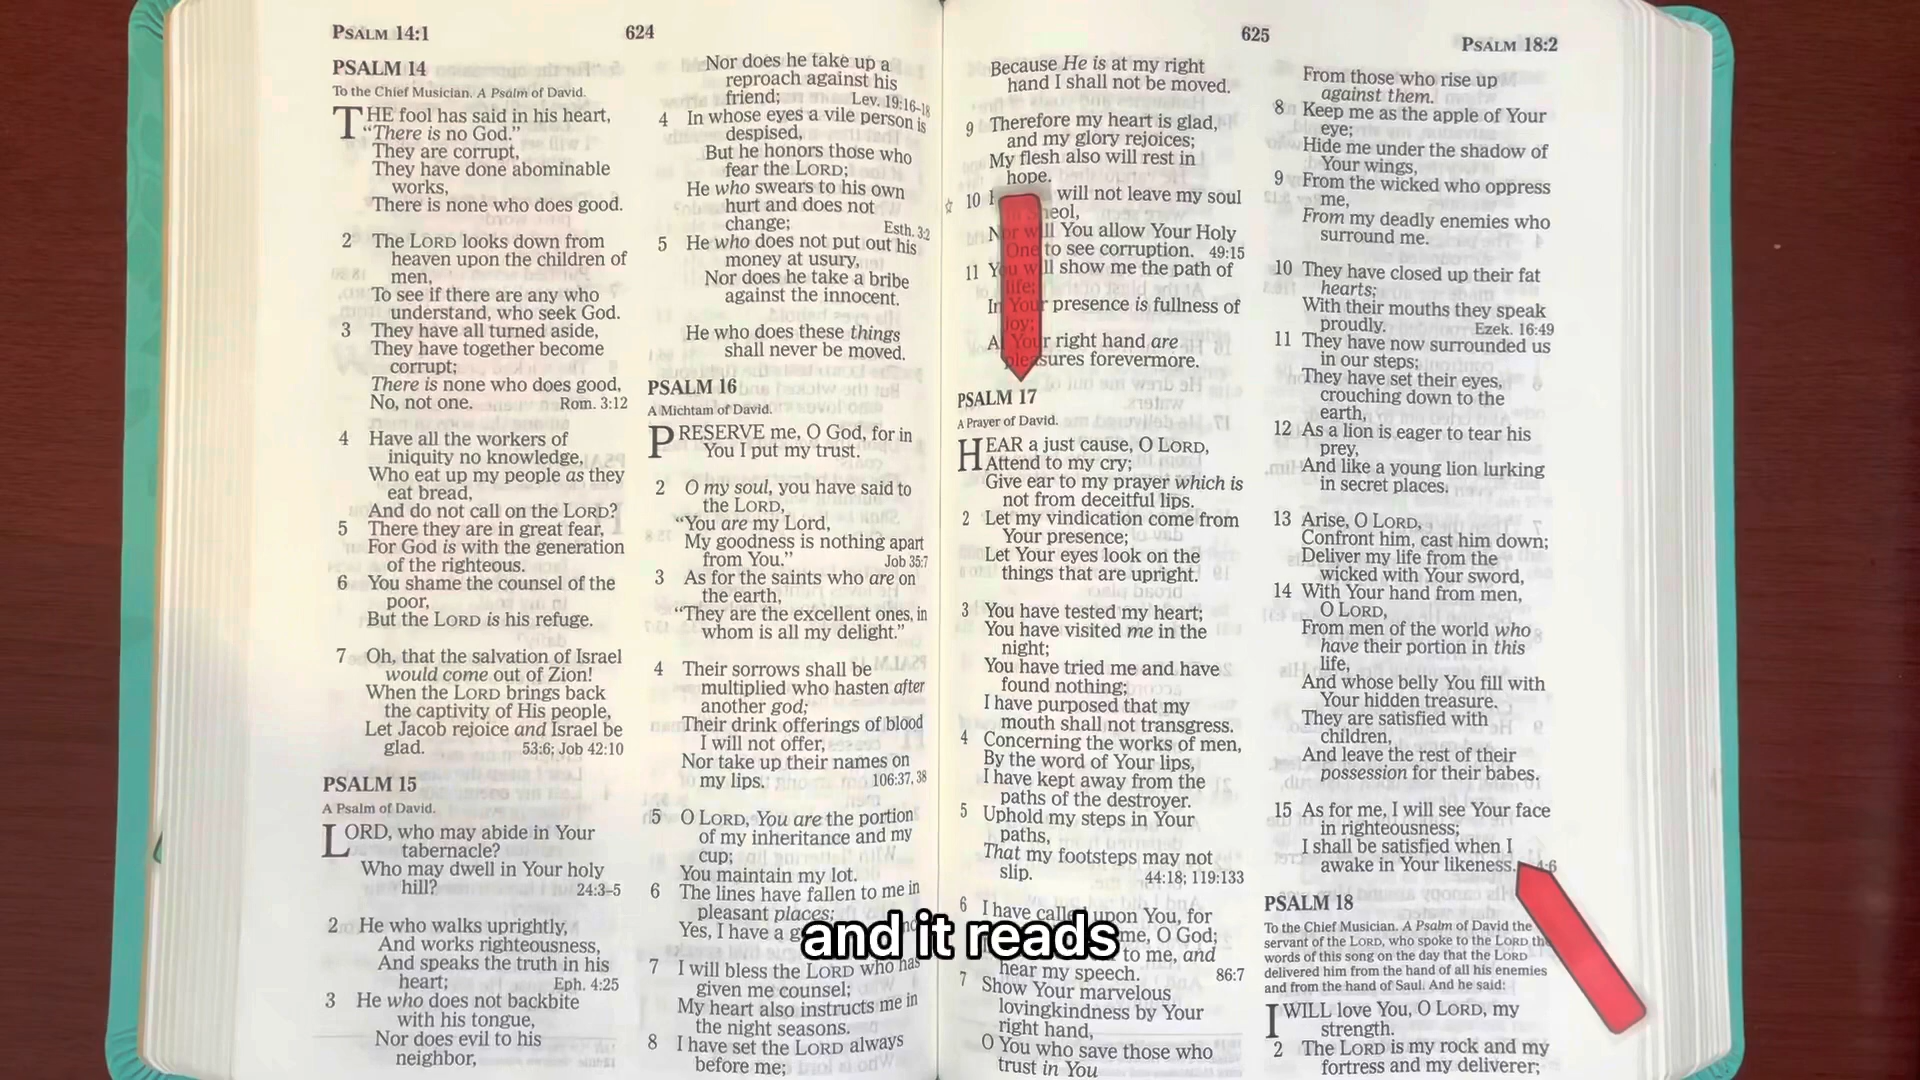 PSALM 14:1
624
PSALM 14
To the Chief Musician. A Psalm of David.
THE fool has said in his heart,
"There is no God."
They are corrupt,
They have done abominable
works,
There is none who does good.
2 The LORD looks down from
heaven upon the children of
men,
To see if there are any who
understand, who seek God.
3 They have all turned aside,
They have together become
corrupt;
There is none who does good,
No, not one. Rom. 3:12
4 Have all the workers of
iniquity no knowledge,
Who eat up my people as they
eat bread,
And do not call on the LORD?
5 There they are in great fear,
For God is with the generation
of the righteous.
6 You shame the counsel of the
poor,
But the LORD is his refuge.
7 Oh, that the salvation of Israel
would come out of Zion!
When the LORD brings back
the captivity of His people,
Let Jacob rejoice and Israel be
glad. 53:6; Job 42:10
PSALM 15
A Psalm of David.
LORD, who may abide in Your
tabernacle?
Who may dwell in Your holy
hill? 24:3–5
2 He who walks uprightly,
And works righteousness,
And speaks the truth in his
heart; Eph. 4:25
3 He who does not backbite
with his tongue,
Nor does evil to his
neighbor,
Nor does he take up a
reproach against his
friend; Lev. 19:16–18
4 In whose eyes a vile person is
despised,
But he honors those who
fear the LORD;
He who swears to his own
hurt and does not
change; Esth. 3:2
5 He who does not put out his
money at usury,
Nor does he take a bribe
against the innocent.
He who does these things
shall never be moved.
PSALM 16
A Michtam of David.
PRESERVE me, O God, for in
You I put my trust.
2 O my soul, you have said to
the LORD,
"You are my Lord,
My goodness is nothing apart
from You." Job 35:7
3 As for the saints who are on
the earth,
"They are the excellent ones, in
whom is all my delight."
4 Their sorrows shall be
multiplied who hasten after
another god;
Their drink offerings of blood
I will not offer,
Nor take up their names on
my lips. 106:37, 38
5 O LORD, You are the portion
of my inheritance and my
cup;
You maintain my lot.
6 The lines have fallen to me in
pleasant places;
Yes, I have a
7 I will bless the LORD who has
given me counsel;
My heart also instructs me in
the night seasons.
8 I have set the LORD always
before me;
625
PSALM 18:2
Because He is at my right
hand I shall not be moved.
9 Therefore my heart is glad,
and my glory rejoices;
My flesh also will rest in
hope.
10 will not leave my soul
Nor will You allow Your Holy
One to see corruption. 49:15
11 You will show me the path of
life;
In Your presence is fullness of
joy;
At Your right hand are
pleasures forevermore.
PSALM 17
A Prayer of David.
HEAR a just cause, O LORD,
Attend to my cry;
Give ear to my prayer which is
not from deceitful lips.
2 Let my vindication come from
Your presence;
Let Your eyes look on the
things that are upright.
3 You have tested my heart;
You have visited me in the
night;
You have tried me and have
found nothing;
I have purposed that my
mouth shall not transgress.
4 Concerning the works of men,
By the word of Your lips,
I have kept away from the
paths of the destroyer.
5 Uphold my steps in Your
paths,
That my footsteps may not
slip. 44:18; 119:133
6 I have called upon You, for
me, O God;
to me, and
hear my speech. 86:7
7 Show Your marvelous
lovingkindness by Your
right hand,
O You who save those who
trust in You
From those who rise up
against them.
8 Keep me as the apple of Your
eye;
Hide me under the shadow of
Your wings,
9 From the wicked who oppress
me,
From my deadly enemies who
surround me.
10 They have closed up their fat
hearts;
With their mouths they speak
proudly. Ezek. 16:49
11 They have now surrounded us
in our steps;
They have set their eyes,
crouching down to the
earth,
12 As a lion is eager to tear his
prey,
And like a young lion lurking
in secret places.
13 Arise, O LORD,
Confront him, cast him down;
Deliver my life from the
wicked with Your sword,
14 With Your hand from men,
O LORD,
From men of the world who
have their portion in this
life,
And whose belly You fill with
Your hidden treasure.
They are satisfied with
children,
And leave the rest of their
possession for their babes.
15 As for me, I will see Your face
in righteousness;
I shall be satisfied when I
awake in Your likeness.
PSALM 18
To the Chief Musician. A Psalm of David the
servant of the LORD, who spoke to the LORD the
words of this song on the day that the LORD
delivered him from the hand of all his enemies
and from the hand of Saul. And he said:
I WILL love You, O LORD, my
strength.
2 The LORD is my rock and my
fortress and my deliverer;
and it reads